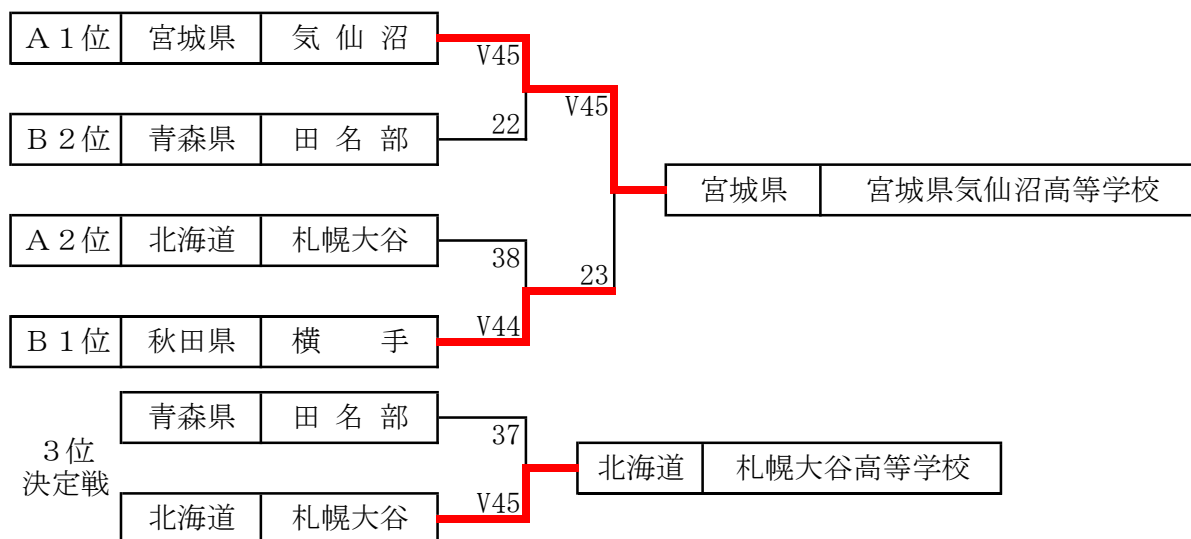 A1位 宮城県 気仙沼
V45
V45
B2位 青森県 田名部
22
宮城県 宮城県気仙沼高等学校
A2位 北海道 札幌大谷
38
23
B1位 秋田県 横手
V44
青森県 田名部
37
3位
決定戦
北海道 札幌大谷高等学校
北海道 札幌大谷
V45